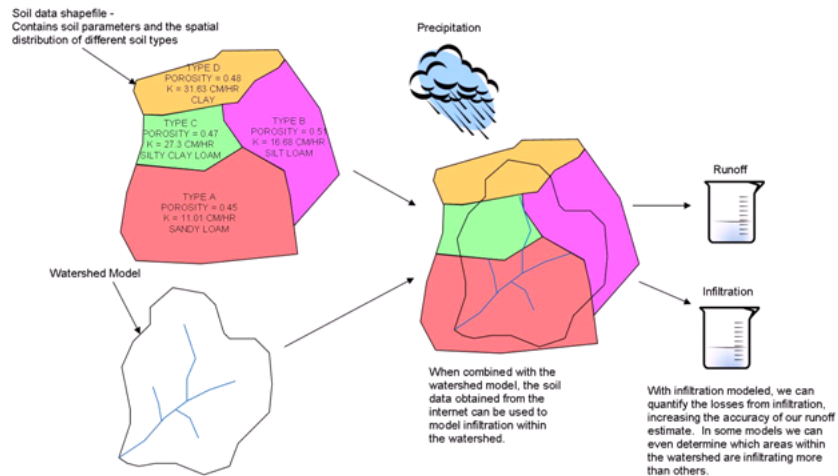 Soil data shapefile -
Contains soil parameters and the spatial
distribution of different soil types
Precipitation
TYPE D
POROSITY = 0.48
K = 31.63 CM/HR
CLAY
TYPE C
POROSITY = 0.47
K = 27.3 CM/HR
SILTY CLAY LOAM
TYPE B
POROSITY = 0.51
K = 16.68 CM/HR
SILT LOAM
TYPE A
POROSITY = 0.45
K = 11.01 CM/HR
SANDY LOAM
Runoff
Watershed Model
Infiltration
When combined with the
watershed model, the soil
data obtained from the
internet can be used to
model infiltration within
the watershed.
With infiltration modeled, we can
quantify the losses from infiltration,
increasing the accuracy of our runoff
estimate.  In some models we can
even determine which areas within
the watershed are infiltrating more
than others.